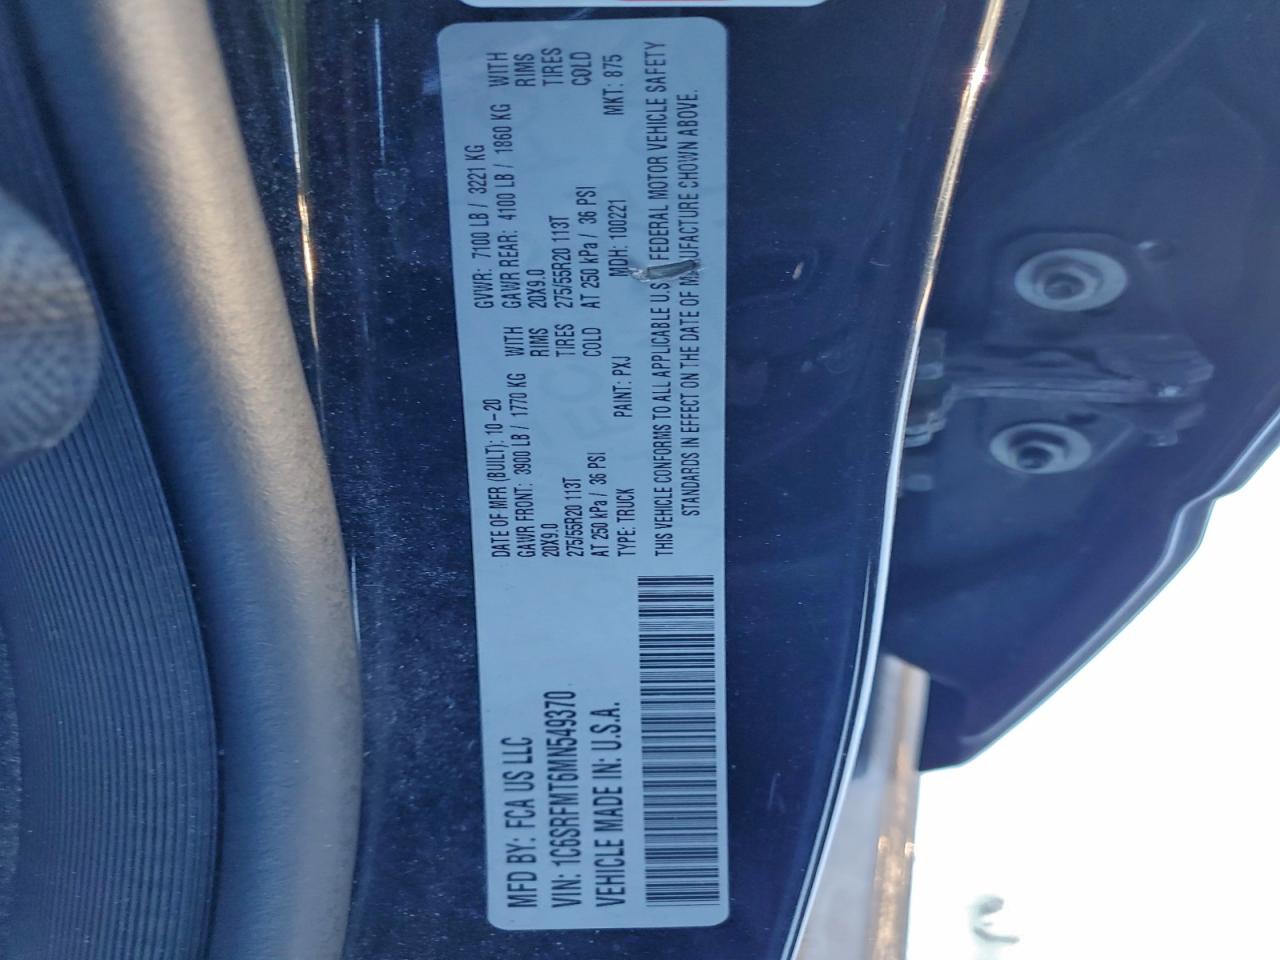 MFD BY: FCA US LLC
VIN: 1C6SRFMT6MN549370
VEHICLE MADE IN: U.S.A.
DATE OF MFR (BUILT): 10-20 GVWR: 7100 LB / 3221 KG
GAWR FRONT: 3900 LB / 1770 KG WITH GAWR REAR: 4100 LB / 1860 KG WITH
20X9.0 RIMS 20X9.0 RIMS
275/55R20 113T TIRES 275/55R20 113T TIRES
AT 250 kPa / 36 PSI COLD AT 250 kPa / 36 PSI COLD
TYPE: TRUCK PAINT: PXJ MDH: 100221 MKT: 875
THIS VEHICLE CONFORMS TO ALL APPLICABLE U.S FEDERAL MOTOR VEHICLE SAFETY
STANDARDS IN EFFECT ON THE DATE OF MANUFACTURE SHOWN ABOVE.